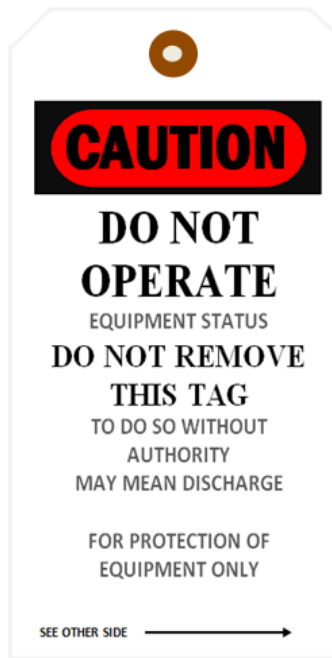 CAUTION
DO NOT
OPERATE
EQUIPMENT STATUS
DO NOT REMOVE
THIS TAG
TO DO SO WITHOUT
AUTHORITY
MAY MEAN DISCHARGE
FOR PROTECTION OF
EQUIPMENT ONLY
SEE OTHER SIDE